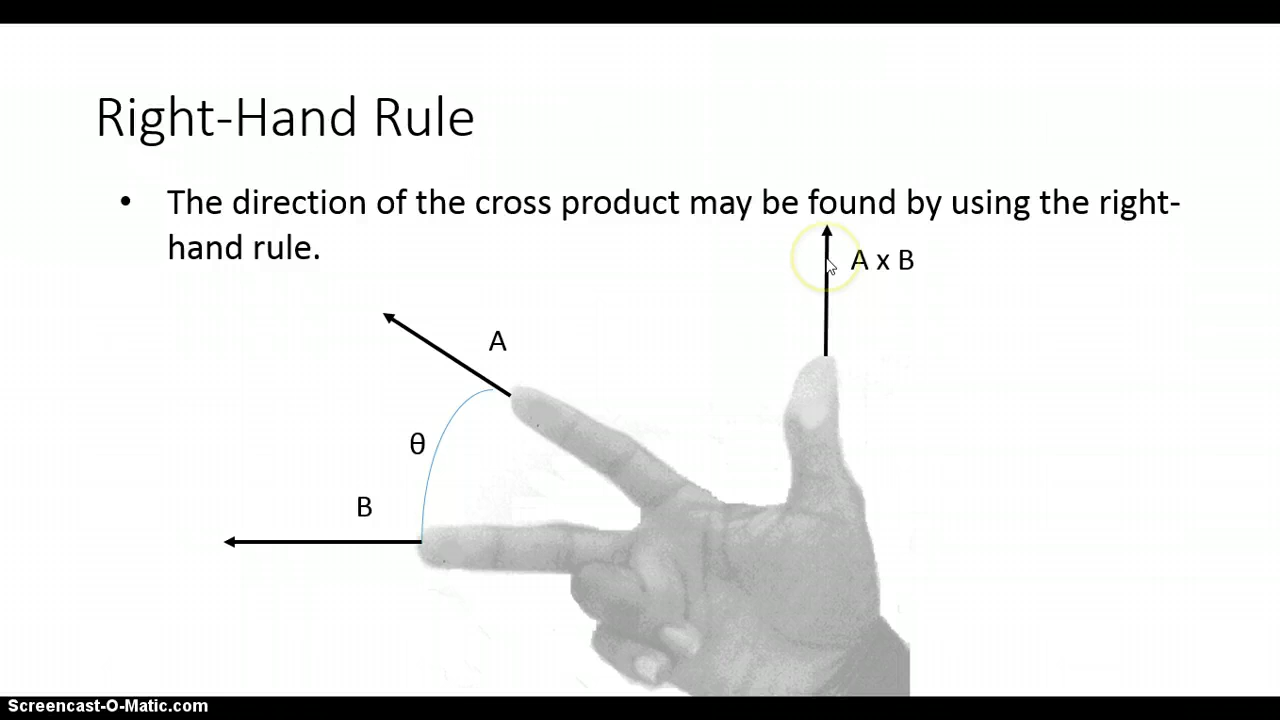 Right-Hand Rule
• The direction of the cross product may be found by using the right-
hand rule.
A x B
A
θ
B
Screencast-O-Matic.com